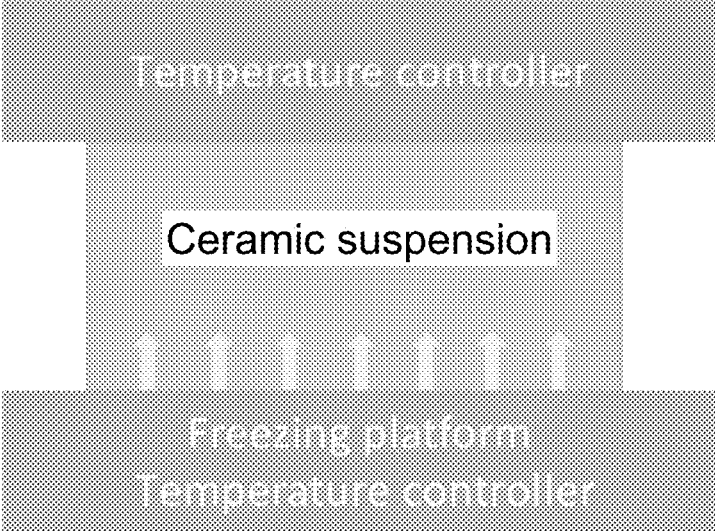 Temperature controller
Ceramic suspension
Freezing platform
Temperature controller